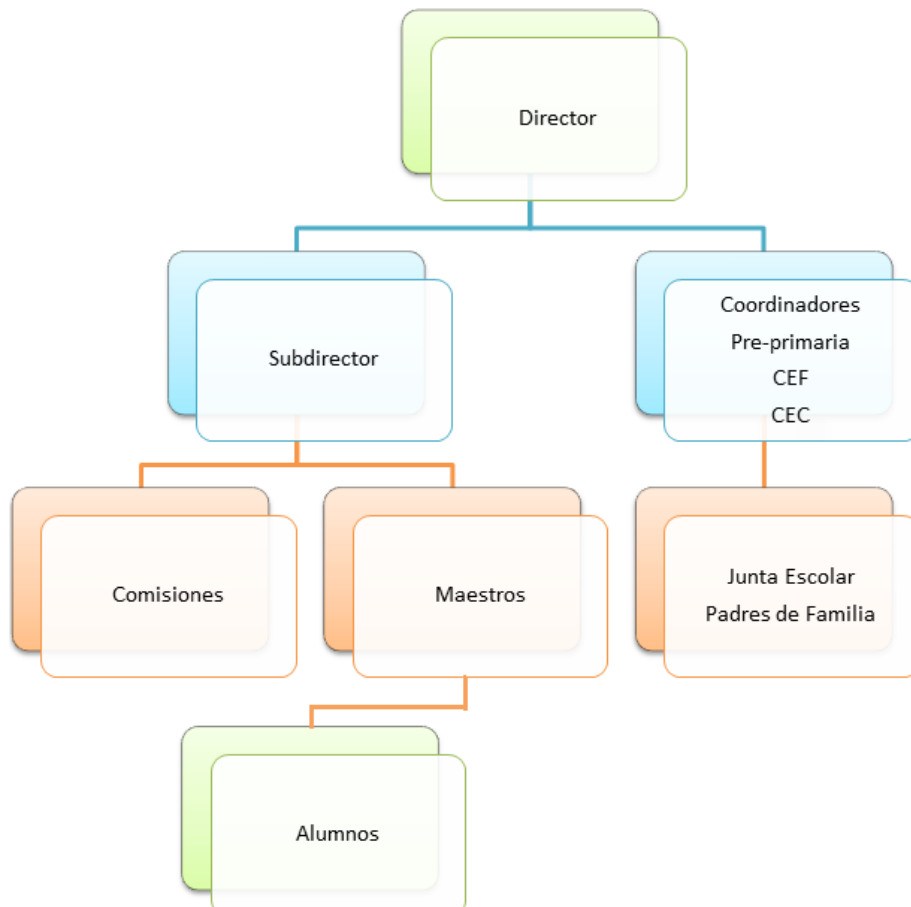 Director
Subdirector
Coordinadores
Pre-primaria
CEF
CEC
Comisiones
Maestros
Junta Escolar
Padres de Familia
Alumnos